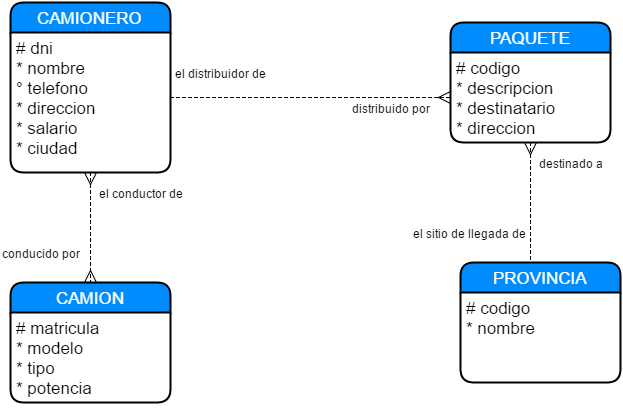 CAMIONERO
# dni
* nombre
° telefono
* direccion
* salario
* ciudad
el distribuidor de
distribuido por
PAQUETE
# codigo
* descripcion
* destinatario
* direccion
destinado a
el sitio de llegada de
el conductor de
conducido por
CAMION
# matricula
* modelo
* tipo
* potencia
PROVINCIA
# codigo
* nombre